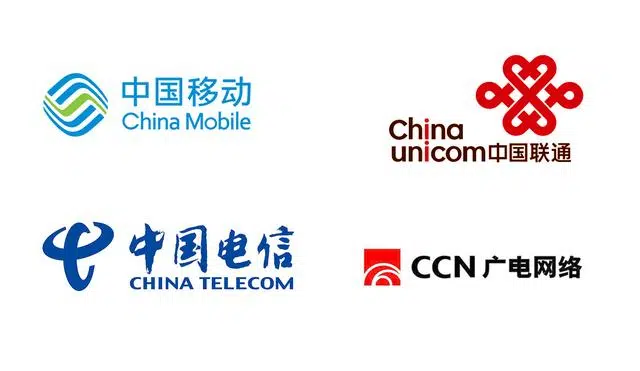 中国移动
China Mobile
China
unicom中国联通
中国电信
CHINA TELECOM
CCN 广电网络